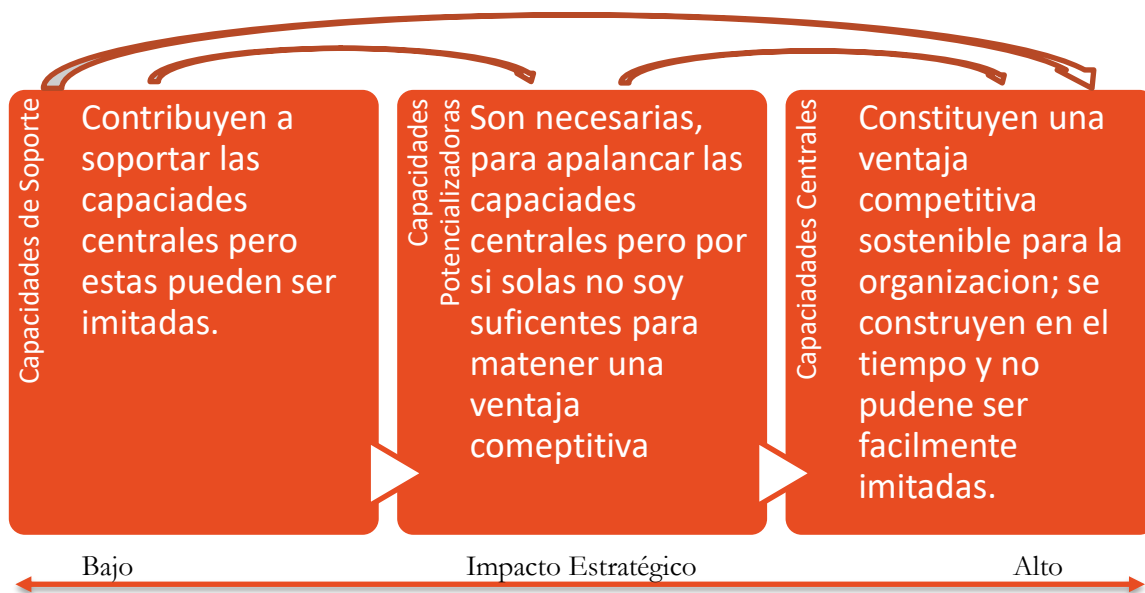 Capacidades de Soporte
Contribuyen a
soportar las
capaciades
centrales pero
estas pueden ser
imitadas.
Capacidades
Potencializadoras
Son necesarias,
para apalancar las
capaciades
centrales pero por
si solas no soy
suficentes para
matener una
ventaja
comeptitiva
Capaciadades Centrales
Constituyen una
ventaja
competitiva
sostenible para la
organizacion; se
construyen en el
tiempo y no
pudene ser
facilmente
imitadas.
Bajo Impacto Estratégico Alto